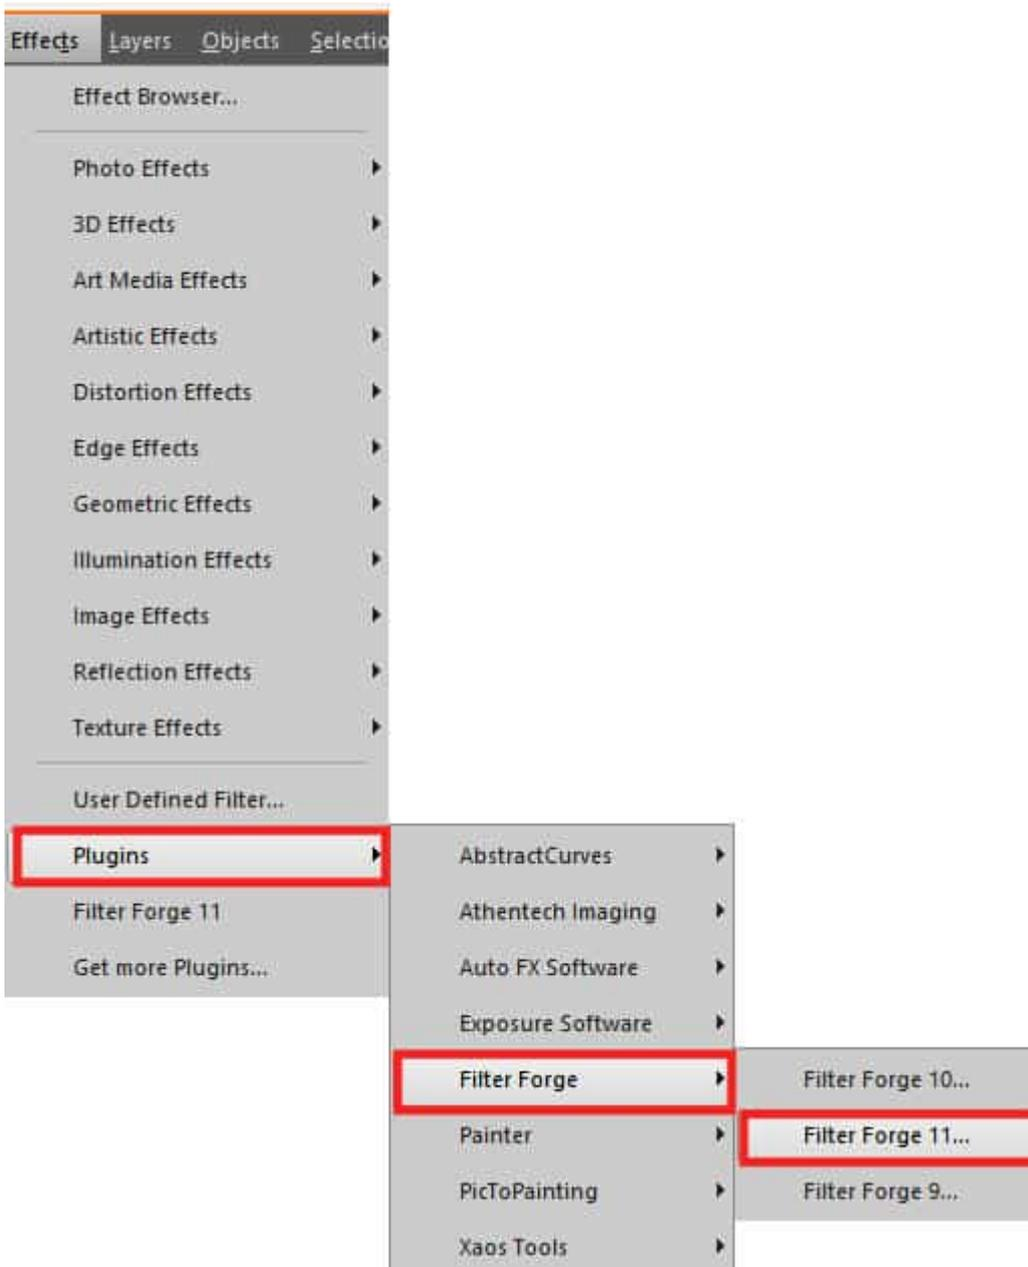 Effects Layers Objects Selectio
Effect Browser...
Photo Effects
3D Effects
Art Media Effects
Artistic Effects
Distortion Effects
Edge Effects
Geometric Effects
Illumination Effects
Image Effects
Reflection Effects
Texture Effects
User Defined Filter...
Plugins
Filter Forge 11
Get more Plugins...
AbstractCurves
Athentech Imaging
Auto FX Software
Exposure Software
Filter Forge
Painter
PicToPainting
Xaos Tools
Filter Forge 10...
Filter Forge 11...
Filter Forge 9...